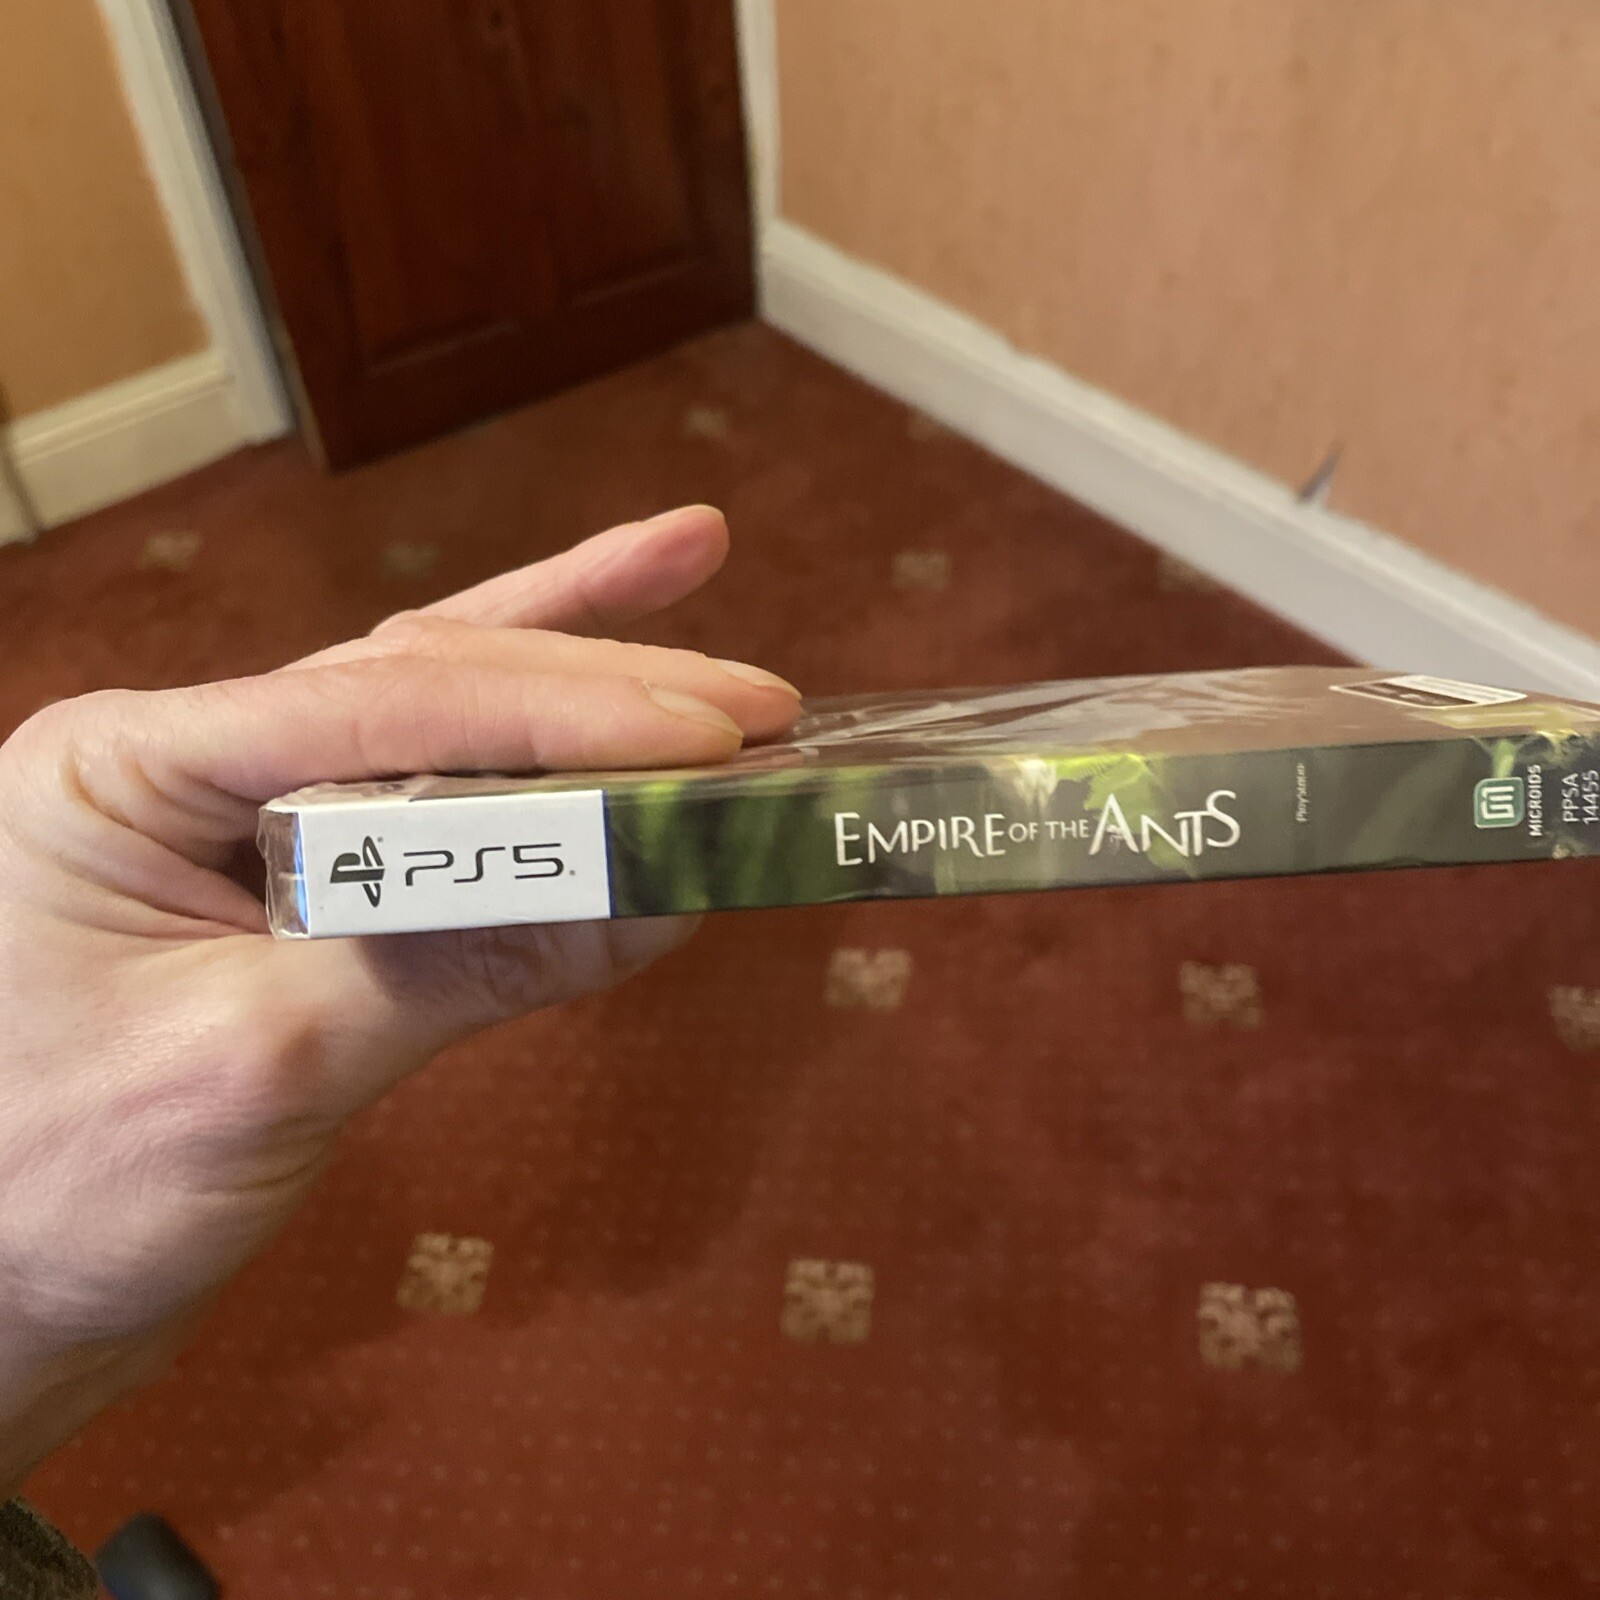 PS5
EMPIRE OF THE ANTS
PlayStation
MICROIDS
PPSA
14455